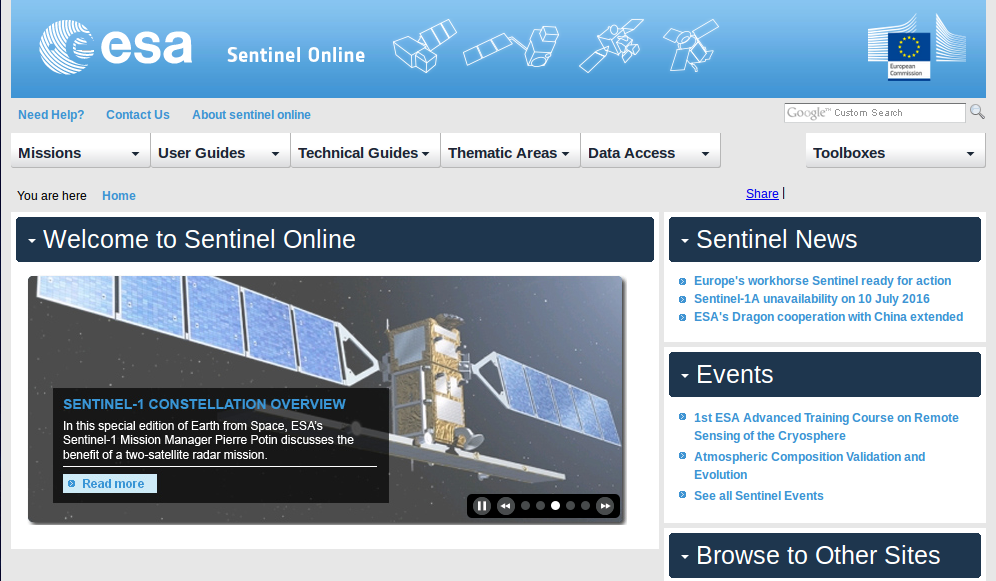 esa
Sentinel Online
European
Commission
Need Help? Contact Us About sentinel online
Google™ Custom Search
Missions User Guides Technical Guides Thematic Areas Data Access Toolboxes
You are here Home
Share |
Welcome to Sentinel Online
SENTINEL-1 CONSTELLATION OVERVIEW
In this special edition of Earth from Space, ESA's
Sentinel-1 Mission Manager Pierre Potin discusses the
benefit of a two-satellite radar mission.
Read more
Sentinel News
Europe's workhorse Sentinel ready for action
Sentinel-1A unavailability on 10 July 2016
ESA's Dragon cooperation with China extended
Events
1st ESA Advanced Training Course on Remote
Sensing of the Cryosphere
Atmospheric Composition Validation and
Evolution
See all Sentinel Events
Browse to Other Sites